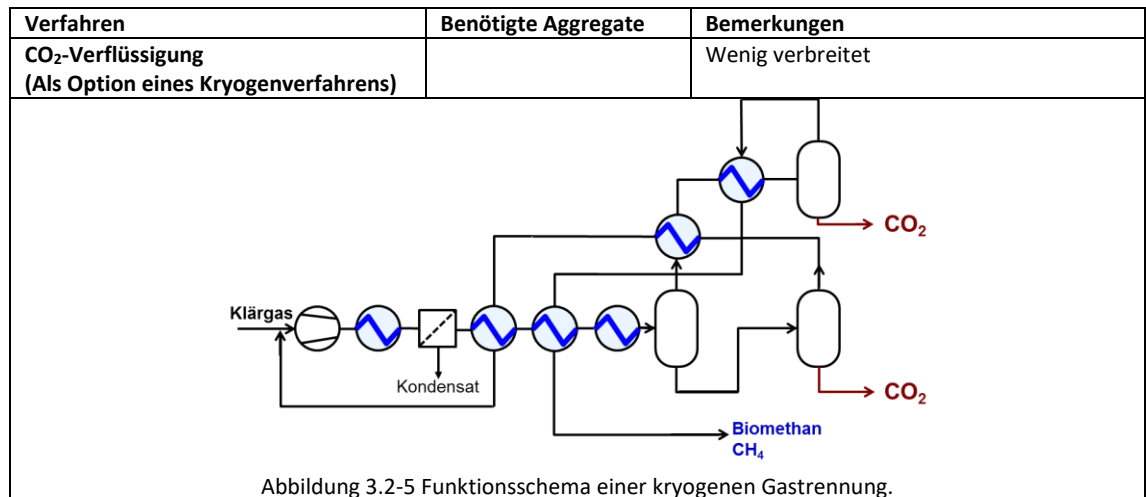 Verfahren Benötigte Aggregate Bemerkungen
CO₂-Verflüssigung Wenig verbreitet
(Als Option eines Kryogenverfahrens)
CO₂
Klärgas
Kondensat
CO₂
Biomethan
CH₄
Abbildung 3.2-5 Funktionsschema einer kryogenen Gastrennung.